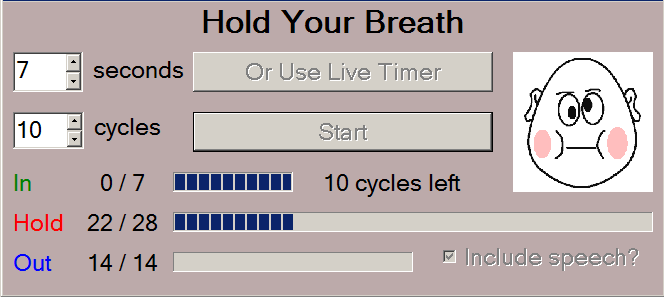 Hold Your Breath
7 seconds Or Use Live Timer
10 cycles Start
In 0 / 7 10 cycles left
Hold 22 / 28
Out 14 / 14 Include speech?